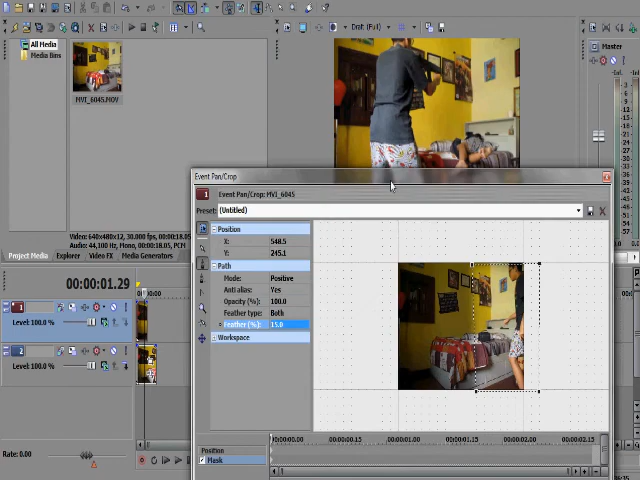 All Media
Media Bins
MVI_6045.MOV
Draft (Full)
Master
Video: 640x480x12, 30.000 fps, 00:00:18.05,
Audio: 44,100 Hz, Mono, 00:00:18.05, PCM
Project Media
Explorer
Video FX
Media Generators
00:00:01.29
1
Level: 100.0 %
2
Level: 100.0 %
Rate: 0.00
Event Pan/Crop
Event Pan/Crop: MVI_6045
Preset:
(Untitled)
Position
X: 548.5
Y: 245.1
Path
Mode: Positive
Anti alias: Yes
Opacity (%): 100.0
Feather type: Both
Feather (%): 15.0
Workspace
Position
Mask
00:00:00.00
00:00:00.15
00:00:01.00
00:00:01.15
00:00:02.00
00:00:02.15